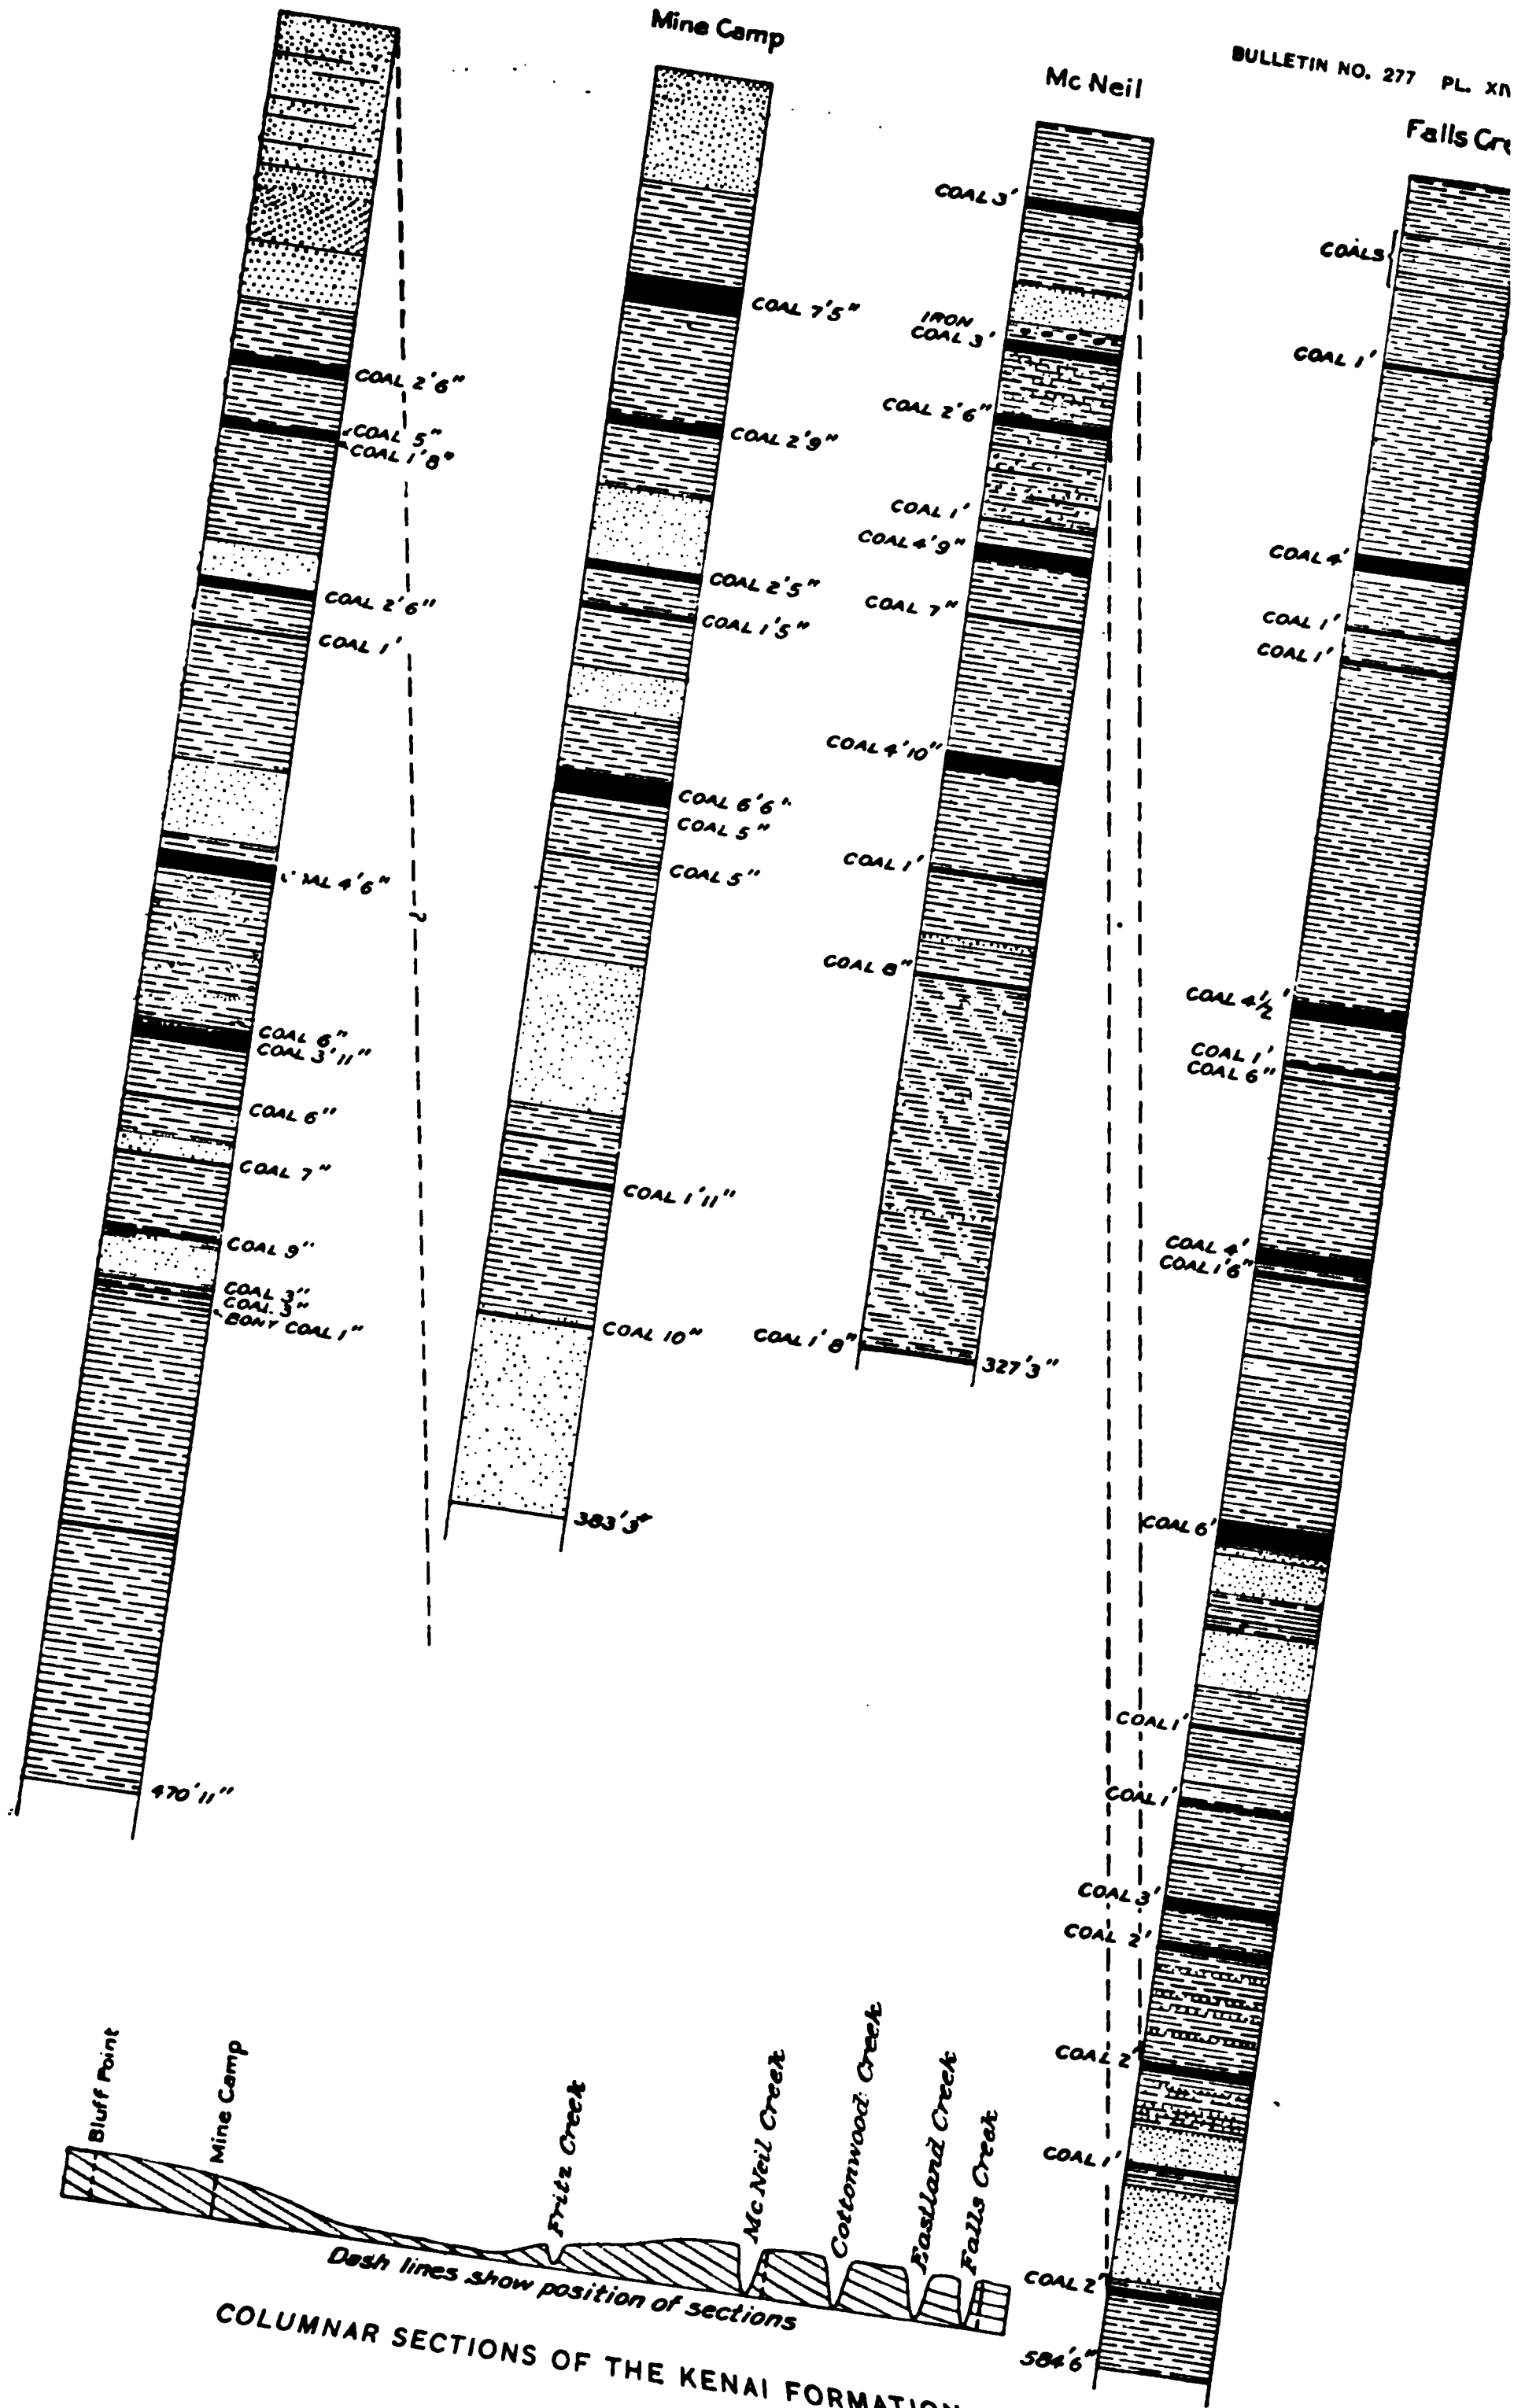 BULLETIN NO. 277 PL.
Mine Camp
Mc Neil
Falls
COAL 2'6"
COAL 5"
COAL 1'8"
COAL 2'6"
COAL 1'
4'6"
COAL 6"
COAL 3'11"
COAL 6"
COAL 7"
COAL 9"
COAL 3"
COAL 3"
BONY COAL 1"
470'11"
?
COAL 7'5"
COAL 2'9"
COAL 2'5"
COAL 1'5"
COAL 6'6"
COAL 5"
COAL 5"
COAL 1'11"
COAL 10"
383'3"
COAL 3'
IRON
COAL 3'
COAL 2'6"
COAL 1'
COAL 4'9"
COAL 7"
COAL 4'10"
COAL 1'
COAL 8"
COAL 1'8"
327'3"
COALS
COAL 1'
COAL 4'
COAL 1'
COAL 1'
COAL 4½'
COAL 1'
COAL 6"
COAL 4'
COAL 1'6"
COAL 6'
COAL 1'
COAL 1'
COAL 3'
COAL 2'
COAL 2'
COAL 1'
COAL 2'
584'6"
Bluff Point
Mine Camp
Fritz Creek
McNeil Creek
Cottonwood Creek
Eastland Creek
Falls Creek
Dash lines show position of sections
COLUMNAR SECTIONS OF THE KENAI FORMATION